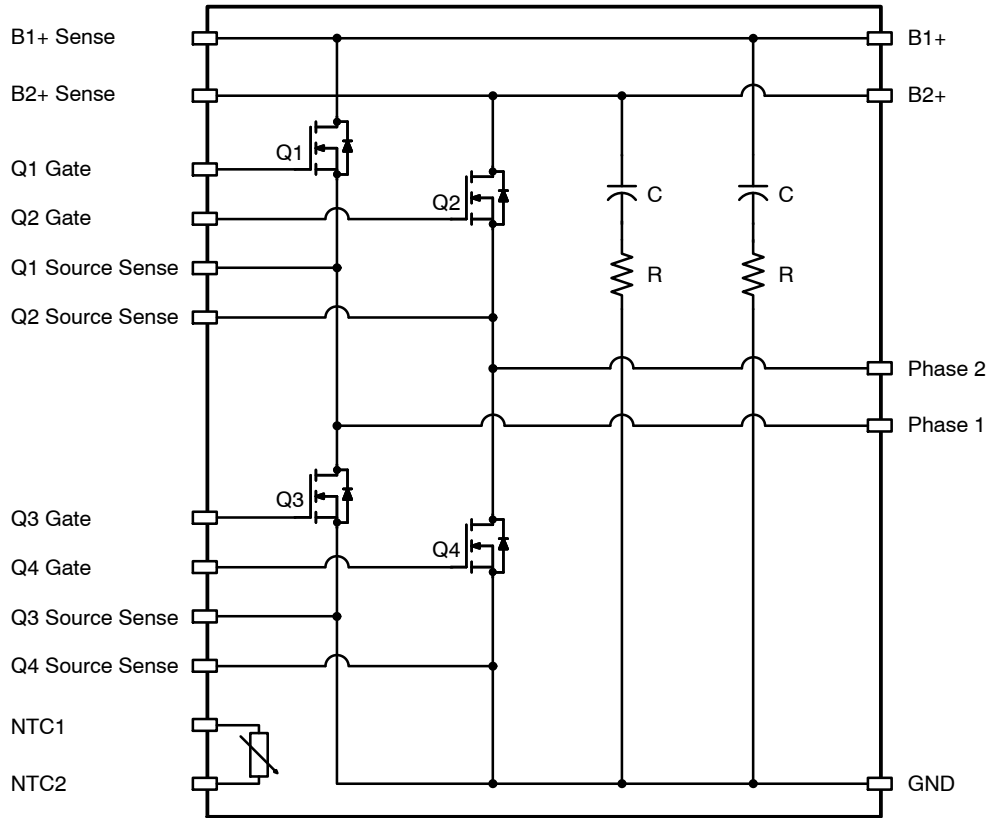 B1+ Sense
B1+
B2+ Sense
B2+
Q1
Q1 Gate
Q2
C
C
Q2 Gate
Q1 Source Sense
R
R
Q2 Source Sense
Phase 2
Phase 1
Q3
Q3 Gate
Q4
Q4 Gate
Q3 Source Sense
Q4 Source Sense
NTC1
NTC2
GND